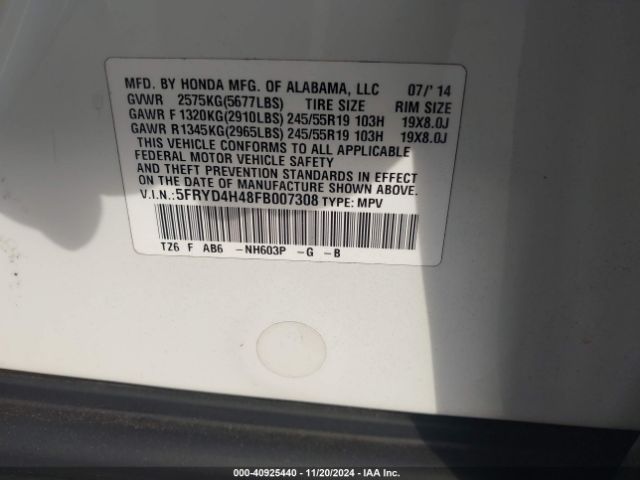 MFD. BY HONDA MFG. OF ALABAMA, LLC 07/'14
GVWR 2575KG(5677LBS) TIRE SIZE RIM SIZE
GAWR F 1320KG(2910LBS) 245/55R19 103H 19X8.0J
GAWR R 1345KG(2965LBS) 245/55R19 103H 19X8.0J
THIS VEHICLE CONFORMS TO ALL APPLICABLE
FEDERAL MOTOR VEHICLE SAFETY
AND THEFT PREVENTION STANDARDS IN EFFECT
ON THE DATE OF MANUFACTURE SHOWN ABOVE.
V.I.N.:5FRYD4H48FB007308 TYPE: MPV
TZ6 F AB6 -NH603P -G -B
000-40925440 - 11/20/2024 - IAA Inc.